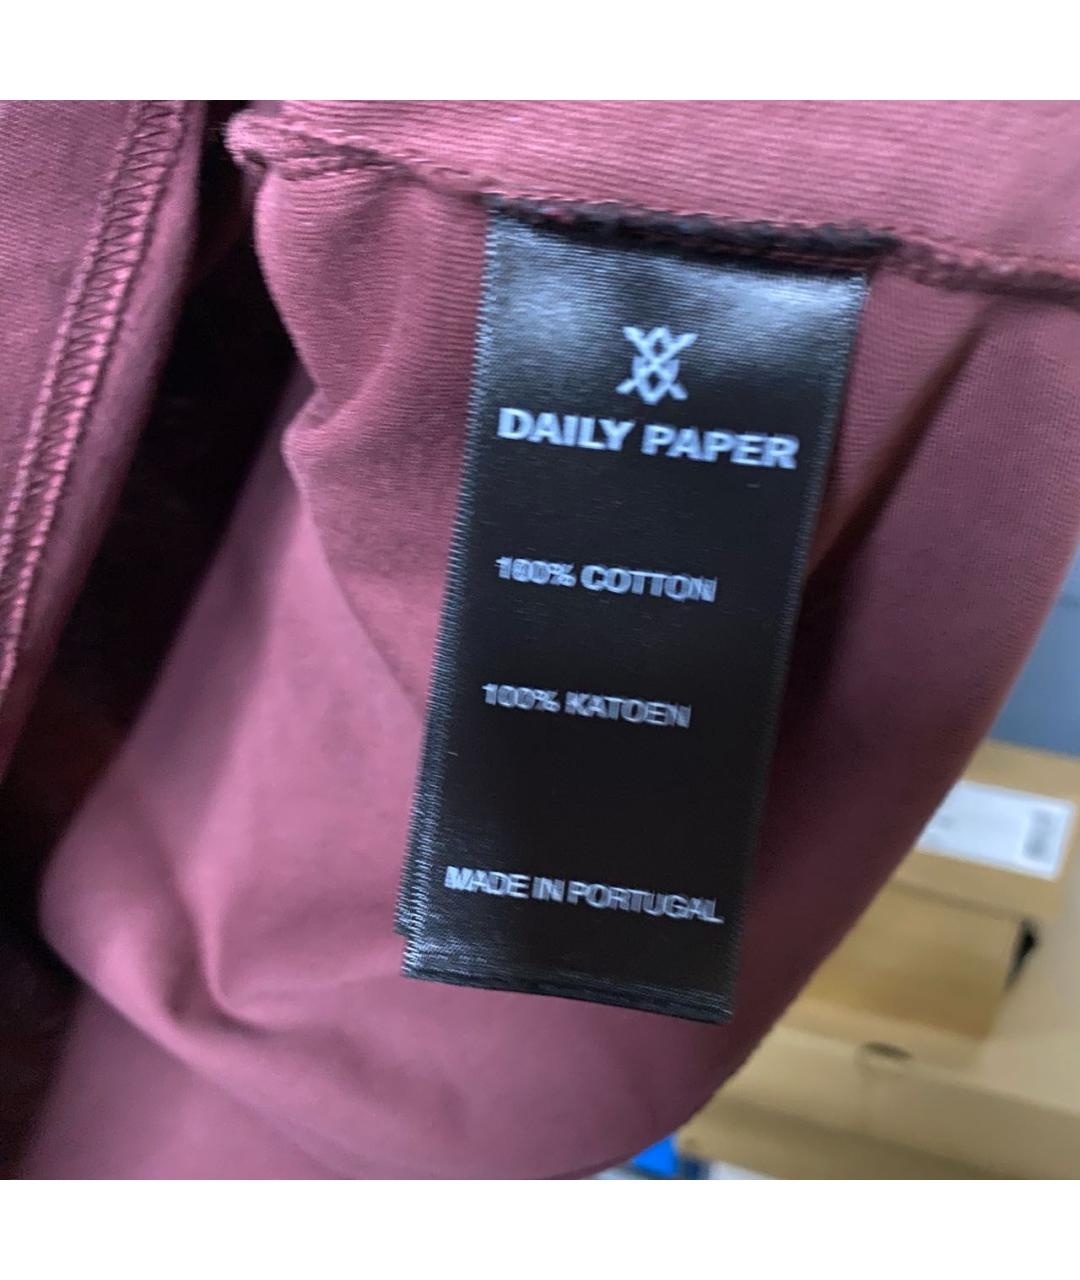 DAILY PAPER
100% COTTON
100% KATOEN
MADE IN PORTUGAL